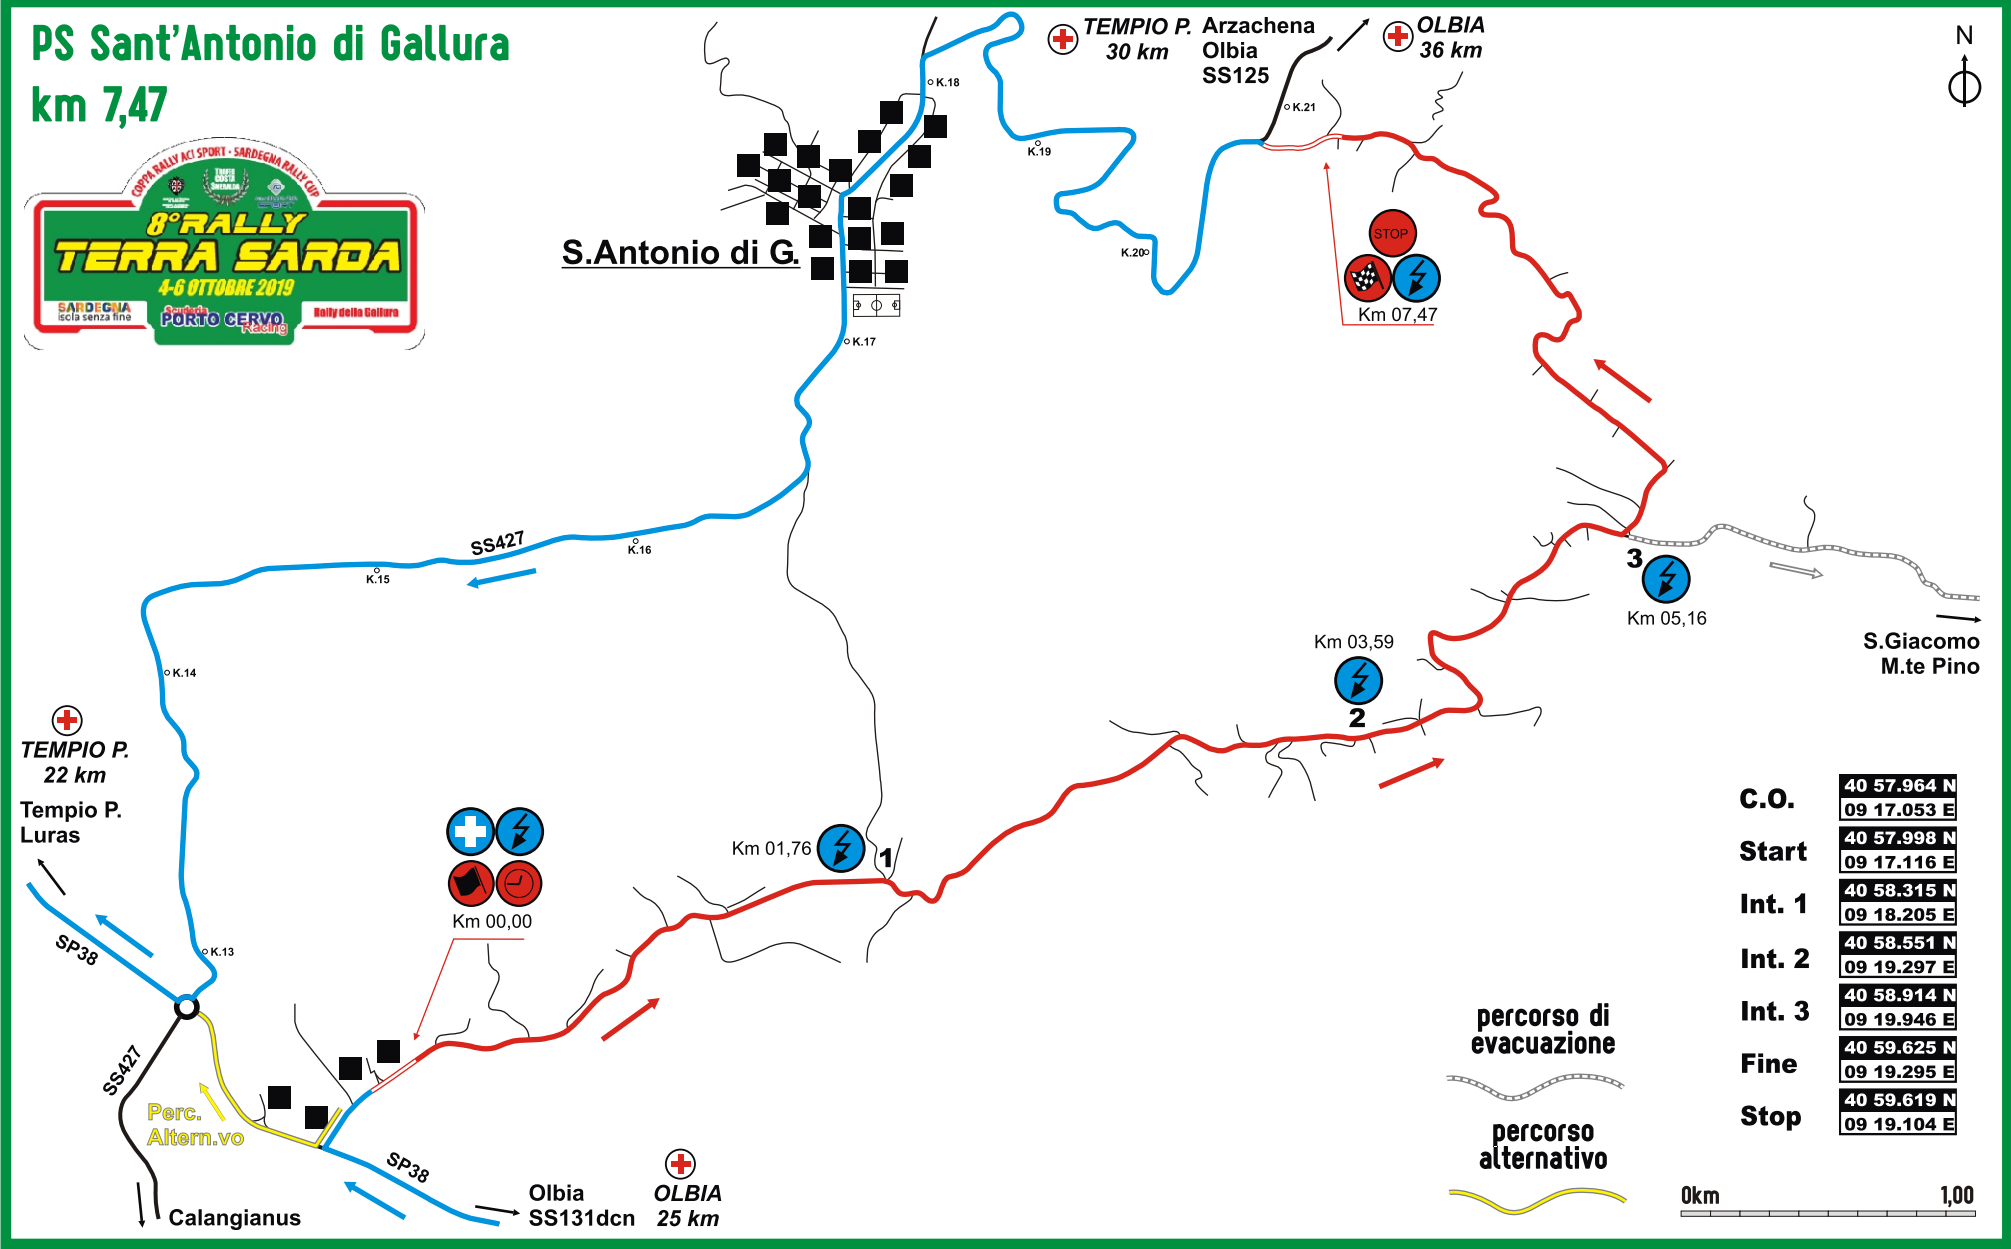 PS Sant'Antonio di Gallura
km 7,47
COPPA RALLY ACI SPORT - SARDEGNA RALLY CUP
TROFEO
COSTA
SMERALDA
8° RALLY
TERRA SARDA
4-6 OTTOBRE 2019
SARDEGNA
isola senza fine
Scuderia
PORTO CERVO
Racing
Rally della Gallura
TEMPIO P.
30 km
Arzachena
Olbia
SS125
OLBIA
36 km
N
K.18
K.19
K.20
K.21
S.Antonio di G.
K.17
STOP
Km 07,47
SS427
K.16
K.15
K.14
K.13
3
Km 05,16
S.Giacomo
M.te Pino
Km 03,59
2
Km 01,76
1
TEMPIO P.
22 km
Tempio P.
Luras
SP38
Km 00,00
SS427
Perc.
Altern.vo
SP38
Calangianus
Olbia
SS131dcn
OLBIA
25 km
C.O.
40 57.964 N
09 17.053 E
Start
40 57.998 N
09 17.116 E
Int. 1
40 58.315 N
09 18.205 E
Int. 2
40 58.551 N
09 19.297 E
Int. 3
40 58.914 N
09 19.946 E
Fine
40 59.625 N
09 19.295 E
Stop
40 59.619 N
09 19.104 E
percorso di
evacuazione
percorso
alternativo
0km
1,00